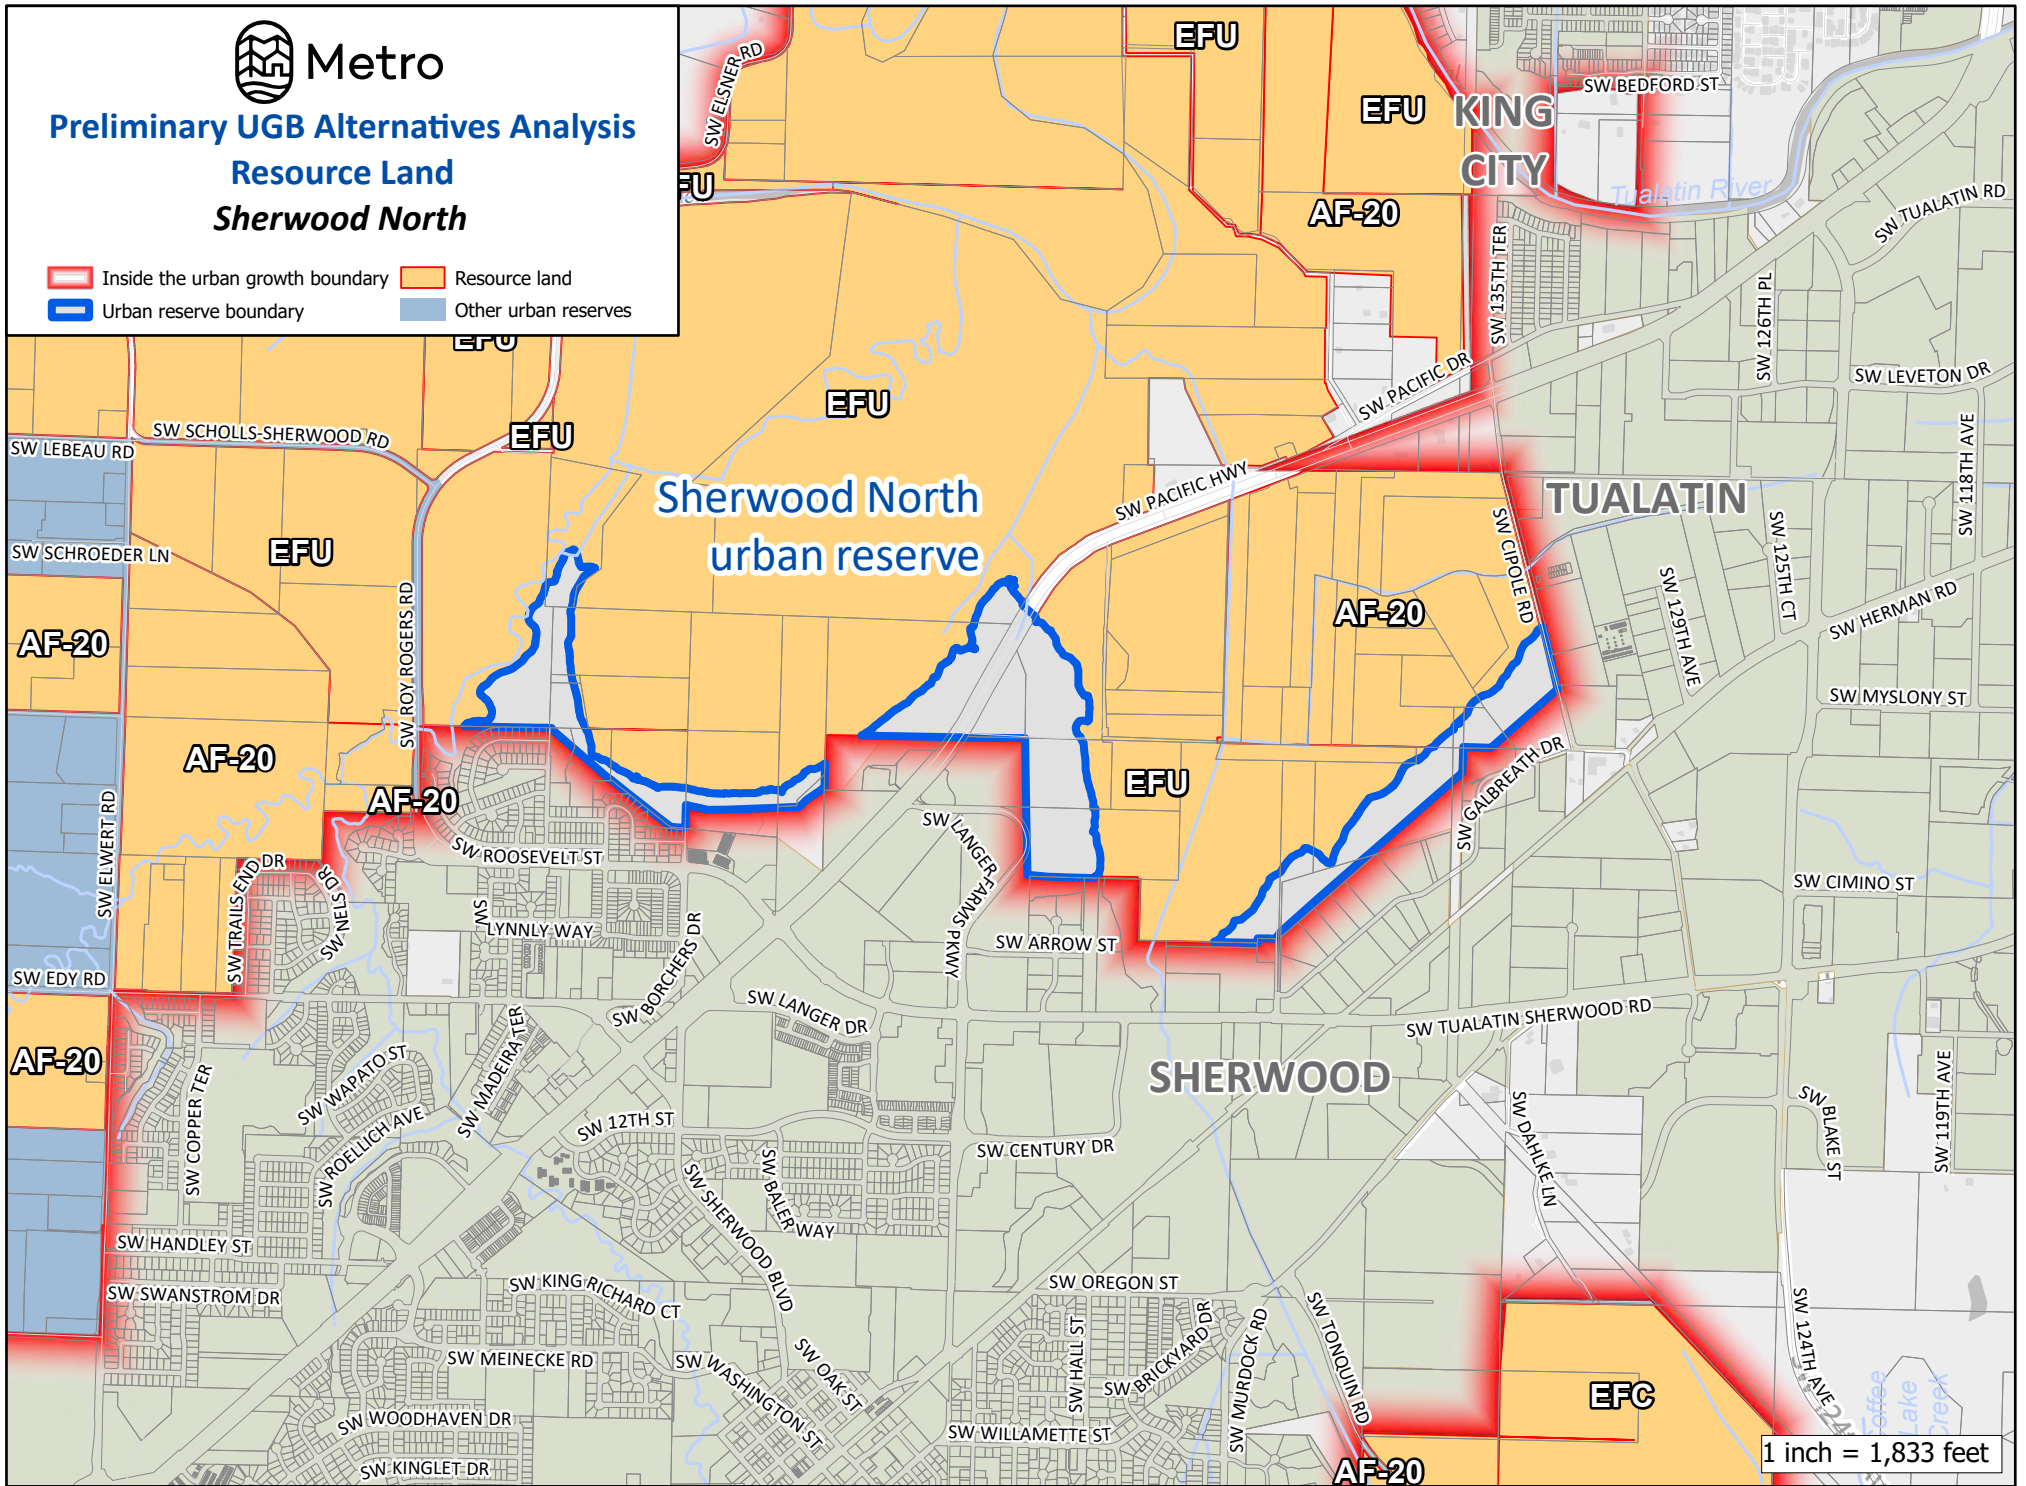 Metro
Preliminary UGB Alternatives Analysis
Resource Land
Sherwood North
Inside the urban growth boundary
Resource land
Urban reserve boundary
Other urban reserves
SW ELSNER RD
EFU
EFU
KING
CITY
SW BEDFORD ST
Tualatin River
SW TUALATIN RD
FU
AF-20
SW 135TH TER
SW 126TH PL
EFU
SW LEVETON DR
SW PACIFIC DR
EFU
SW SCHOLLS-SHERWOOD RD
EFU
SW LEBEAU RD
SW 118TH AVE
Sherwood North
urban reserve
SW PACIFIC HWY
TUALATIN
SW SCHROEDER LN
EFU
SW CIPOLE RD
SW 125TH CT
SW 129TH AVE
SW HERMAN RD
AF-20
AF-20
SW ROY ROGERS RD
SW MYSLONY ST
AF-20
EFU
SW GALBREATH DR
AF-20
SW ELWERT RD
SW ROOSEVELT ST
SW LANGER FARMS PKWY
SW TRAILS END DR
SW NELS DR
SW CIMINO ST
SW LYNNLY WAY
SW BORCHERS DR
SW ARROW ST
SW EDY RD
SW LANGER DR
SW TUALATIN SHERWOOD RD
SW MADEIRA TER
AF-20
SW WAPATO ST
SHERWOOD
SW COPPER TER
SW ROELLICH AVE
SW 12TH ST
SW CENTURY DR
SW DAHLKE LN
SW BLAKE ST
SW 119TH AVE
SW BALER WAY
SW SHERWOOD BLVD
SW HANDLEY ST
SW SWANSTROM DR
SW KING RICHARD CT
SW OREGON ST
SW TONQUIN RD
SW 124TH AVE
SW MEINECKE RD
SW WASHINGTON ST
SW OAK ST
SW HALL ST
SW BRICKYARD DR
SW MURDOCK RD
EFC
SW WOODHAVEN DR
SW WILLAMETTE ST
SW KINGLET DR
AF-20
Lake
Creek
1 inch = 1,833 feet